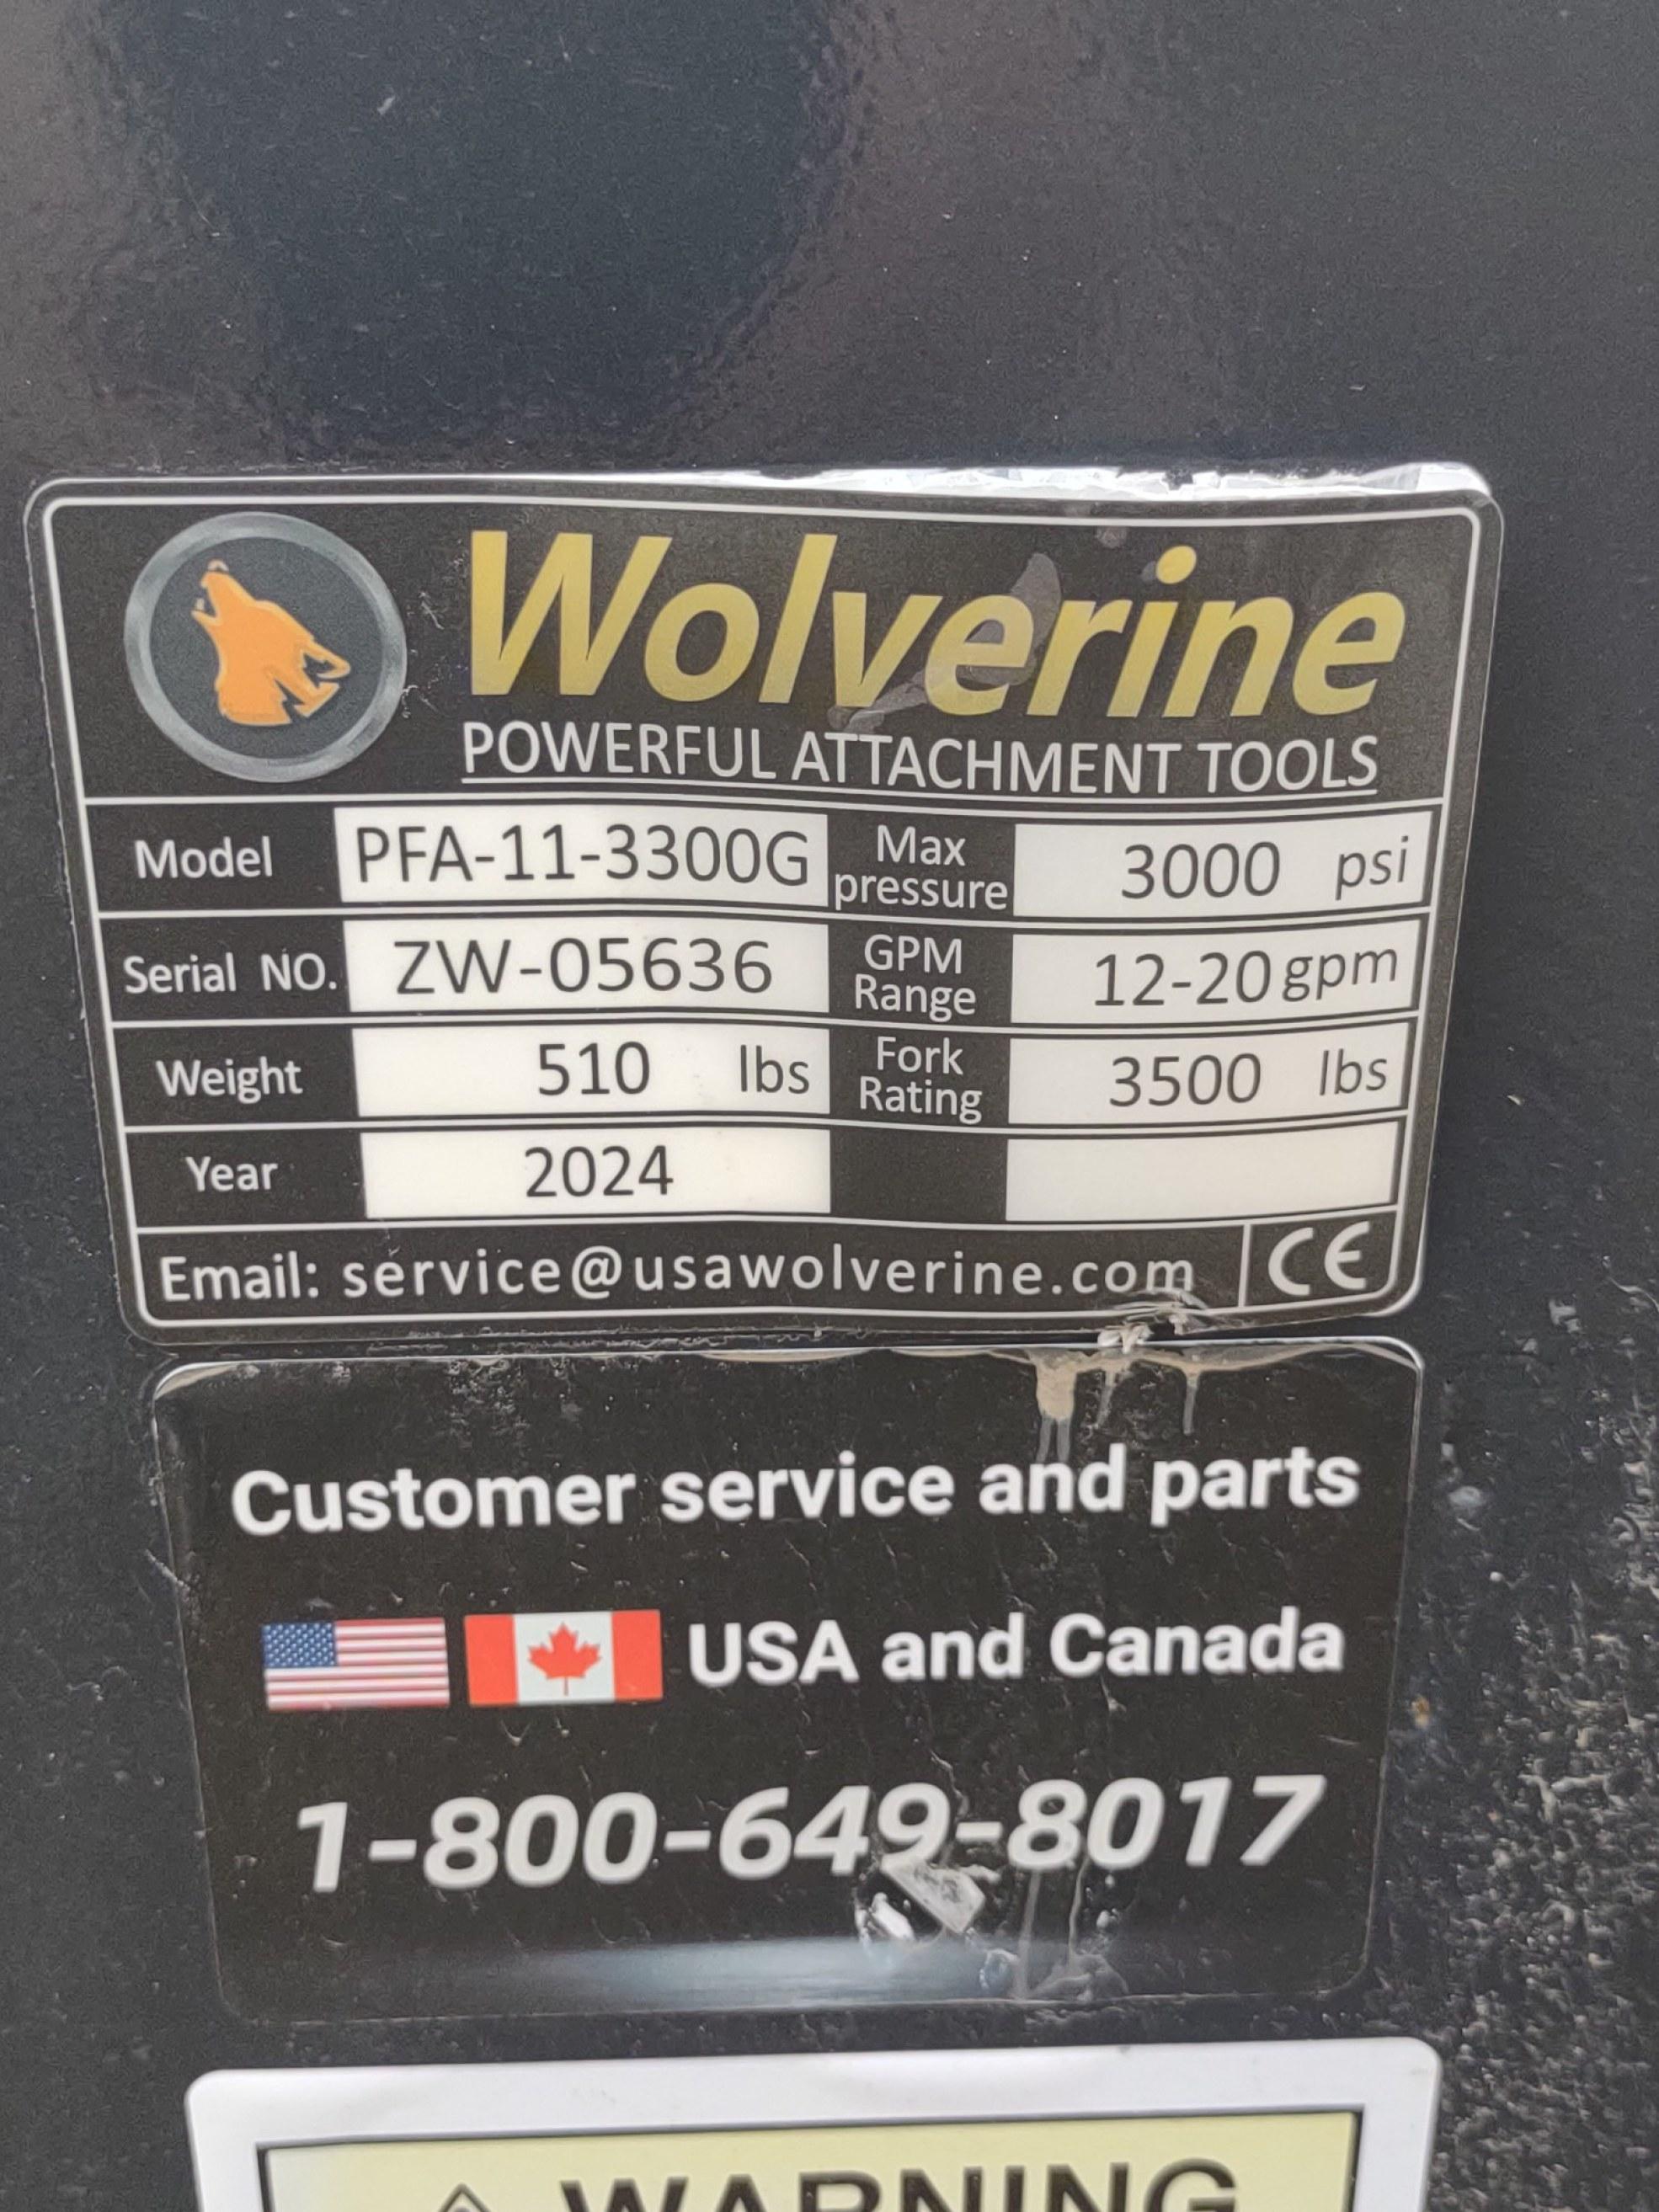 Wolverine
POWERFUL ATTACHMENT TOOLS
Model PFA-11-3300G Max pressure 3000 psi
Serial NO. ZW-05636 GPM Range 12-20 gpm
Weight 510 lbs Fork Rating 3500 lbs
Year 2024
Email: service@usawolverine.com CE
Customer service and parts
USA and Canada
1-800-649-8017
WARNING